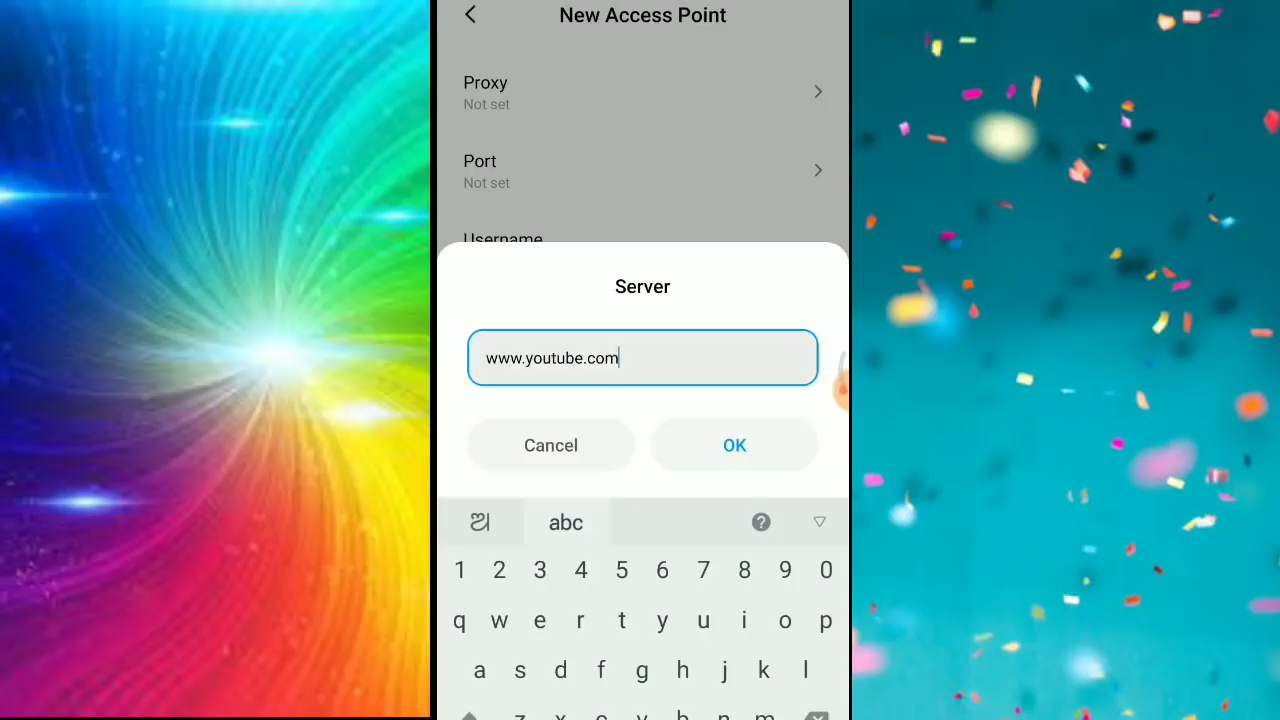 New Access Point
Proxy
Not set
Port
Not set
Username
Server
www.youtube.com
Cancel
OK
ଅ abc ?
1 2 3 4 5 6 7 8 9 0
q w e r t y u i o p
a s d f g h j k l
z x c v b n m